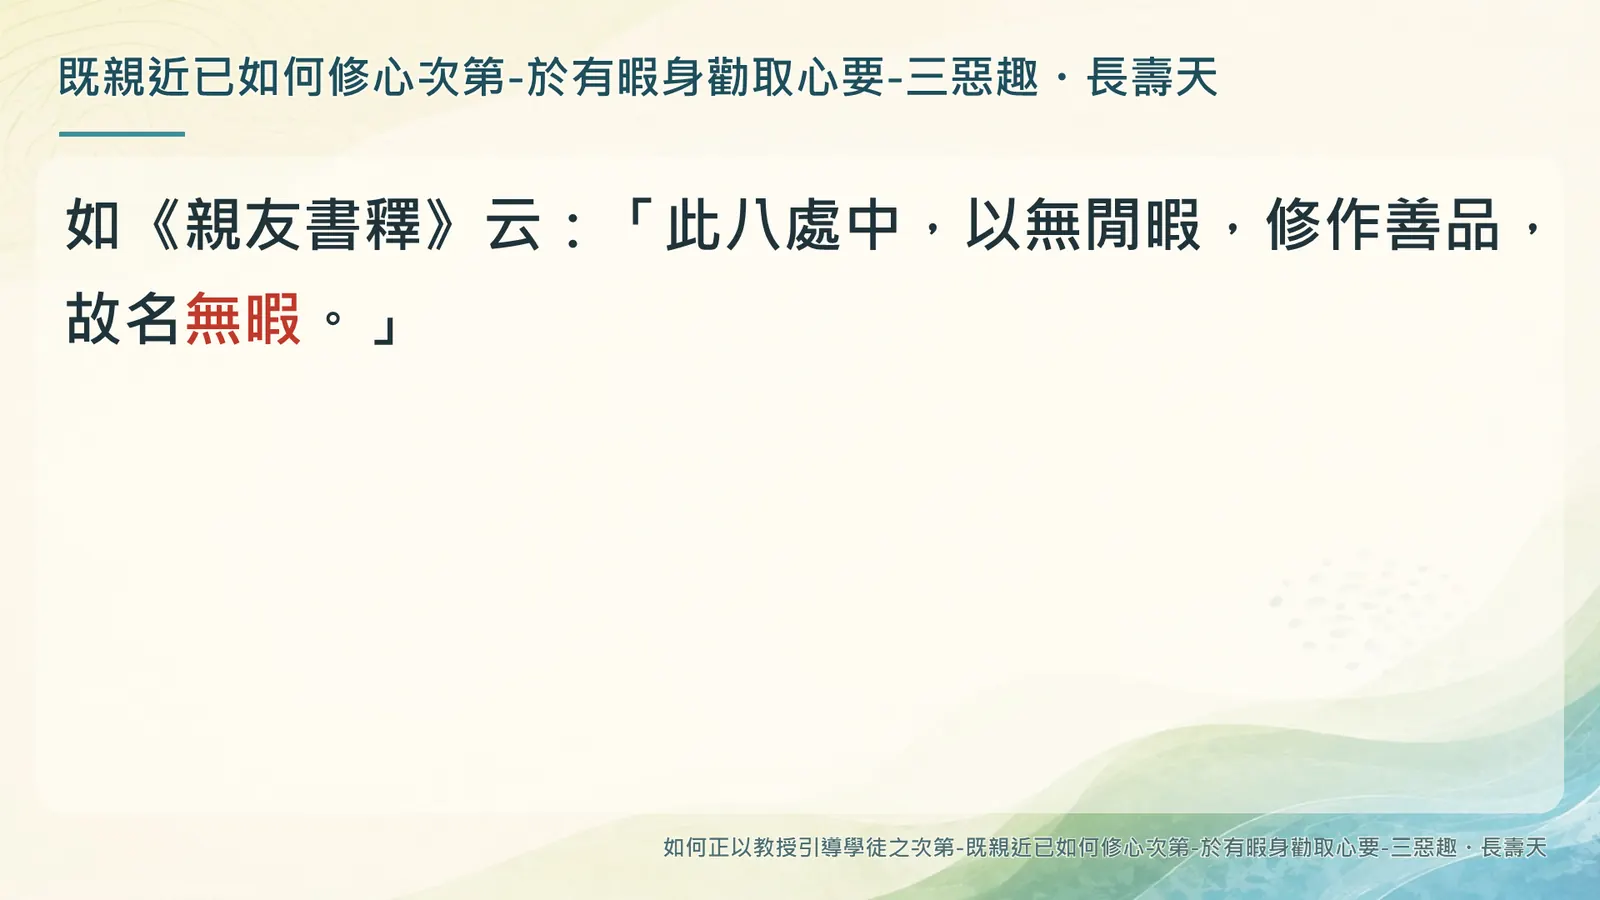 既親近已如何修心次第-於有暇身勸取心要-三惡趣・長壽天
如《親友書釋》云：「此八處中，以無閒暇，修作善品，
故名無暇。」
如何正以教授引導學徒之次第-既親近已如何修心次第-於有暇身勸取心要-三惡趣・長壽天